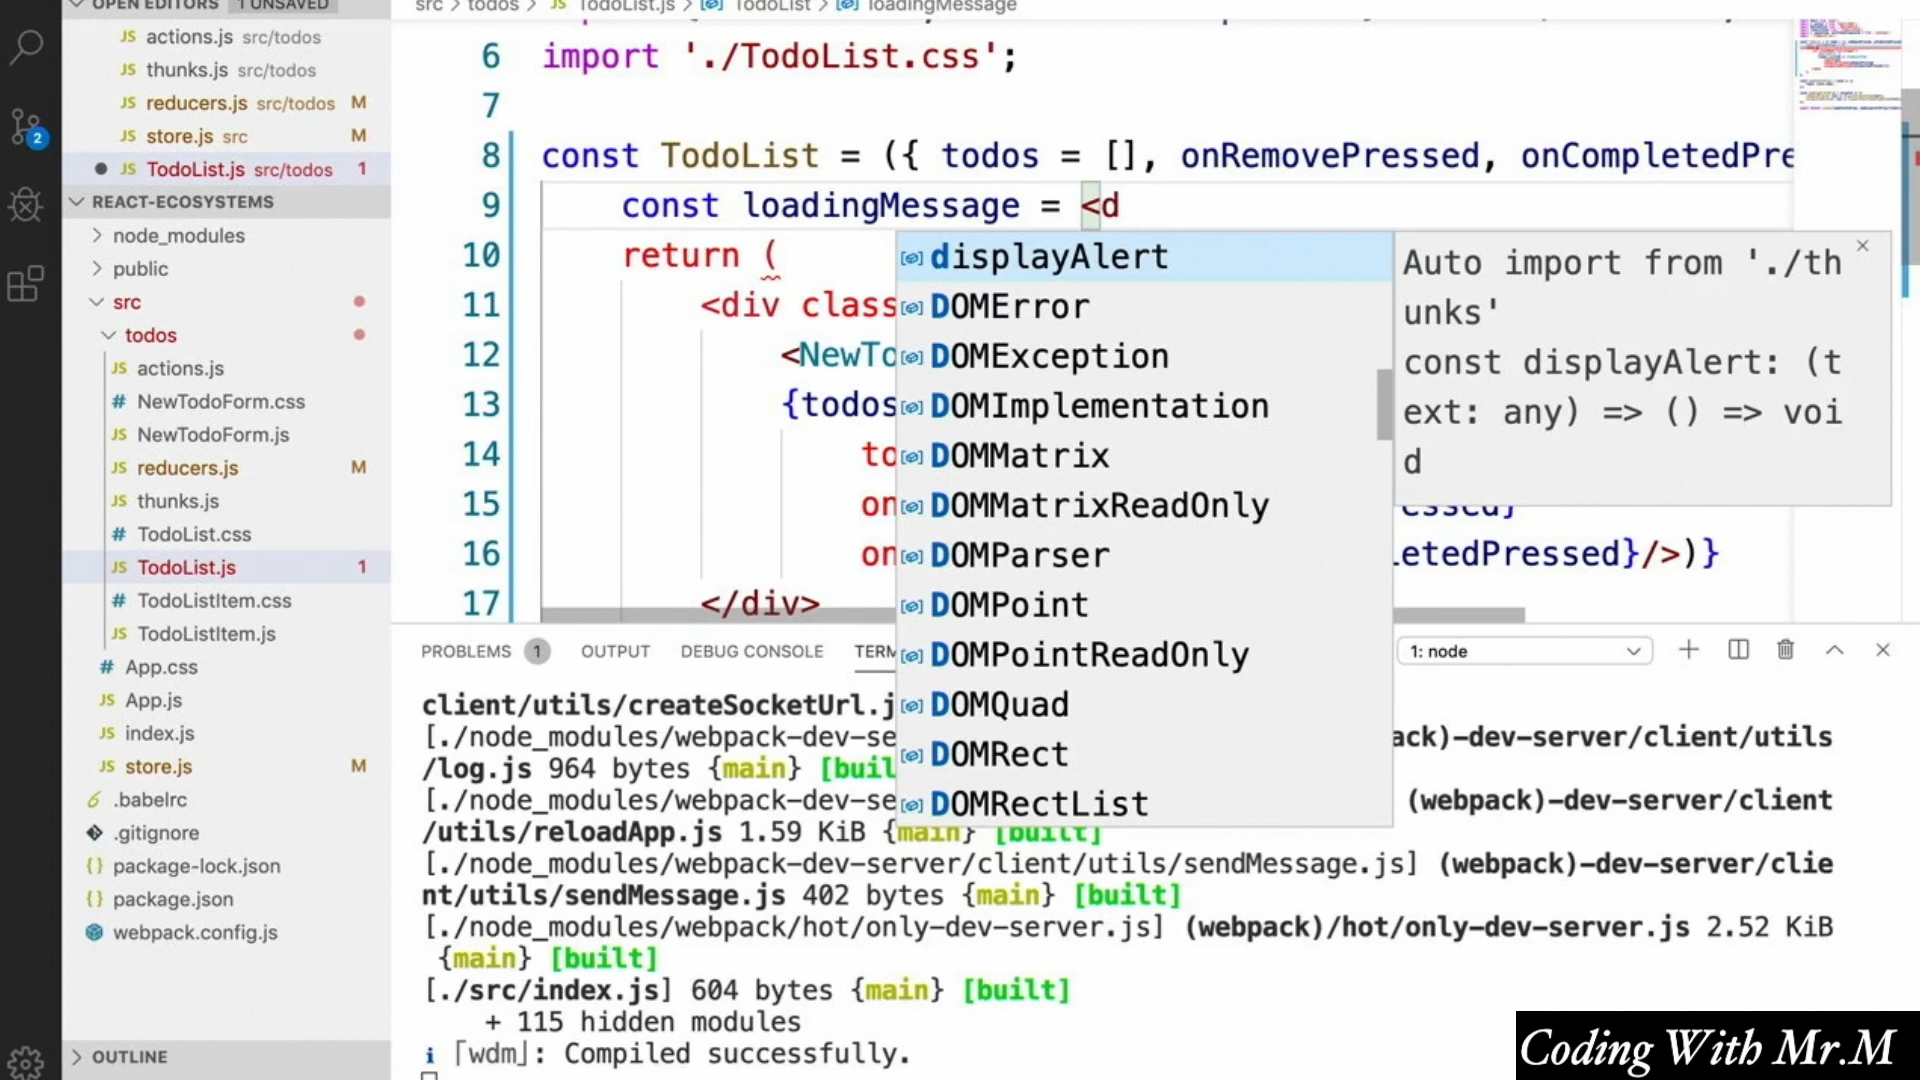 OPEN EDITORS 1 UNSAVED
JS actions.js src/todos
JS thunks.js src/todos
JS reducers.js src/todos M
JS store.js src M
JS TodoList.js src/todos 1
REACT-ECOSYSTEMS
node_modules
public
src
todos
JS actions.js
# NewTodoForm.css
JS NewTodoForm.js
JS reducers.js M
JS thunks.js
# TodoList.css
JS TodoList.js 1
# TodoListItem.css
JS TodoListItem.js
# App.css
JS App.js
JS index.js
JS store.js M
.babelrc
.gitignore
{} package-lock.json
{} package.json
webpack.config.js
OUTLINE
2
src > todos > JS TodoList.js > TodoList > loadingMessage
6 import './TodoList.css';
7
8 const TodoList = ({ todos = [], onRemovePressed, onCompletedPre
9 const loadingMessage = <d
10 return (
11 <div class
12 <NewTo
13 {todos
14 to
15 on
16 on letedPressed}/>)}
17 </div>
displayAlert
DOMError
DOMException
DOMImplementation
DOMMatrix
DOMMatrixReadOnly
DOMParser
DOMPoint
DOMPointReadOnly
DOMQuad
DOMRect
DOMRectList
Auto import from './th
unks'
const displayAlert: (t
ext: any) => () => voi
d
PROBLEMS 1 OUTPUT DEBUG CONSOLE TERM 1: node
client/utils/createSocketUrl.j
[./node_modules/webpack-dev-se ack)-dev-server/client/utils
/log.js 964 bytes {main} [buil
[./node_modules/webpack-dev-se (webpack)-dev-server/client
/utils/reloadApp.js 1.59 KiB {main} [built]
[./node_modules/webpack-dev-server/client/utils/sendMessage.js] (webpack)-dev-server/clie
nt/utils/sendMessage.js 402 bytes {main} [built]
[./node_modules/webpack/hot/only-dev-server.js] (webpack)/hot/only-dev-server.js 2.52 KiB
{main} [built]
[./src/index.js] 604 bytes {main} [built]
+ 115 hidden modules
i ｢wdm｣: Compiled successfully.
Coding With Mr.M